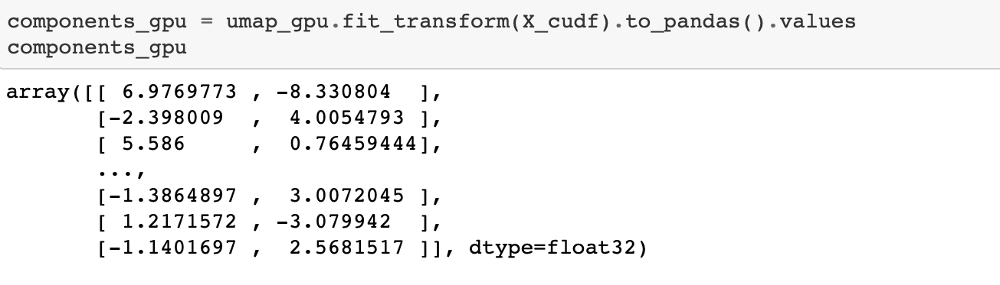 components_gpu = umap_gpu.fit_transform(X_cudf).to_pandas().values
components_gpu
array([[ 6.9769773 , -8.330804  ],
       [-2.398009  ,  4.0054793 ],
       [ 5.586     ,  0.76459444],
       ...,
       [-1.3864897 ,  3.0072045 ],
       [ 1.2171572 , -3.079942  ],
       [-1.1401697 ,  2.5681517 ]], dtype=float32)